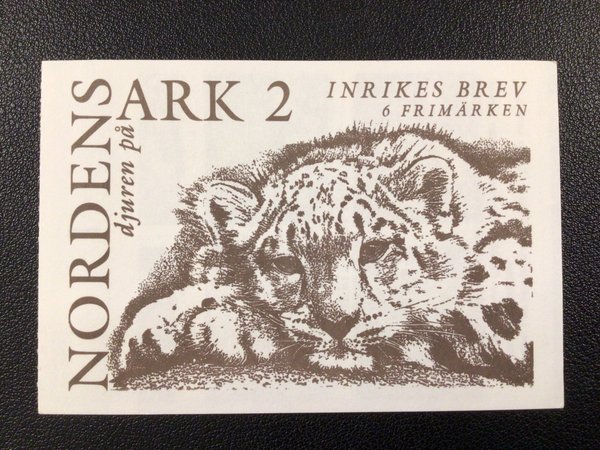 NORDENS
djuren på
ARK 2
INRIKES BREV
6 FRIMÄRKEN